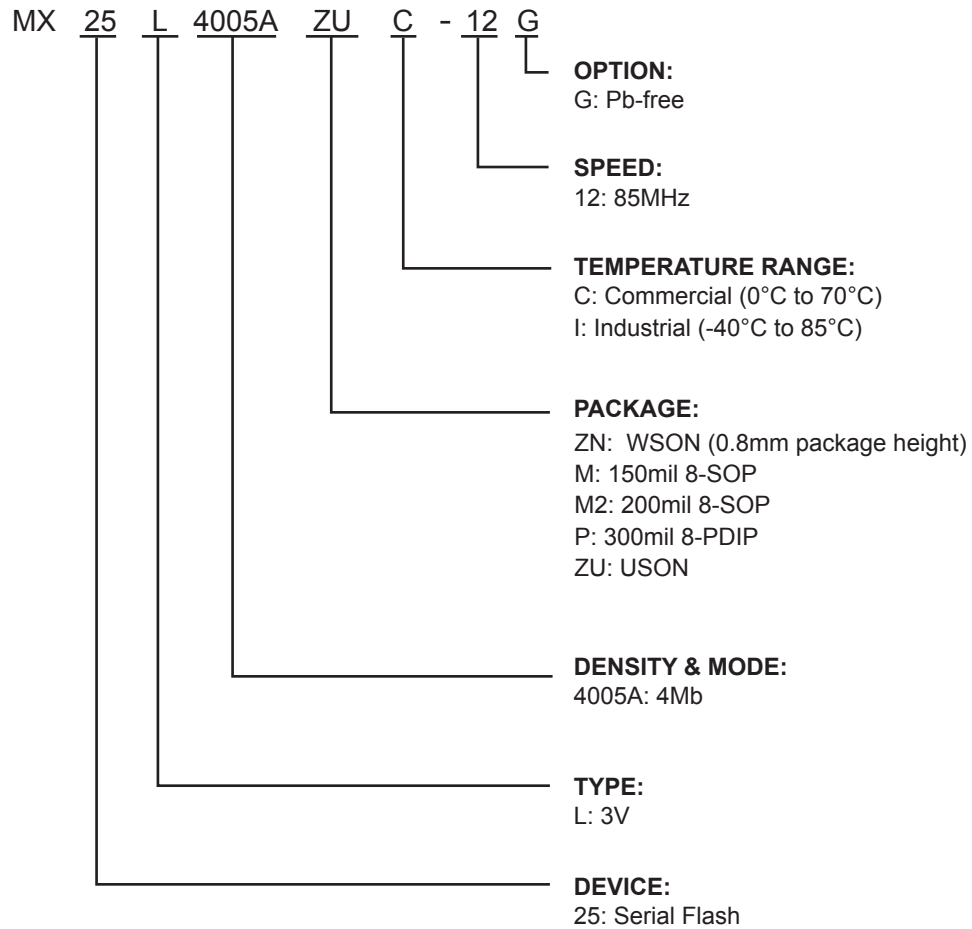 MX 25 L 4005A ZU C - 12 G
OPTION:
G: Pb-free
SPEED:
12: 85MHz
TEMPERATURE RANGE:
C: Commercial (0°C to 70°C)
I: Industrial (-40°C to 85°C)
PACKAGE:
ZN: WSON (0.8mm package height)
M: 150mil 8-SOP
M2: 200mil 8-SOP
P: 300mil 8-PDIP
ZU: USON
DENSITY & MODE:
4005A: 4Mb
TYPE:
L: 3V
DEVICE:
25: Serial Flash